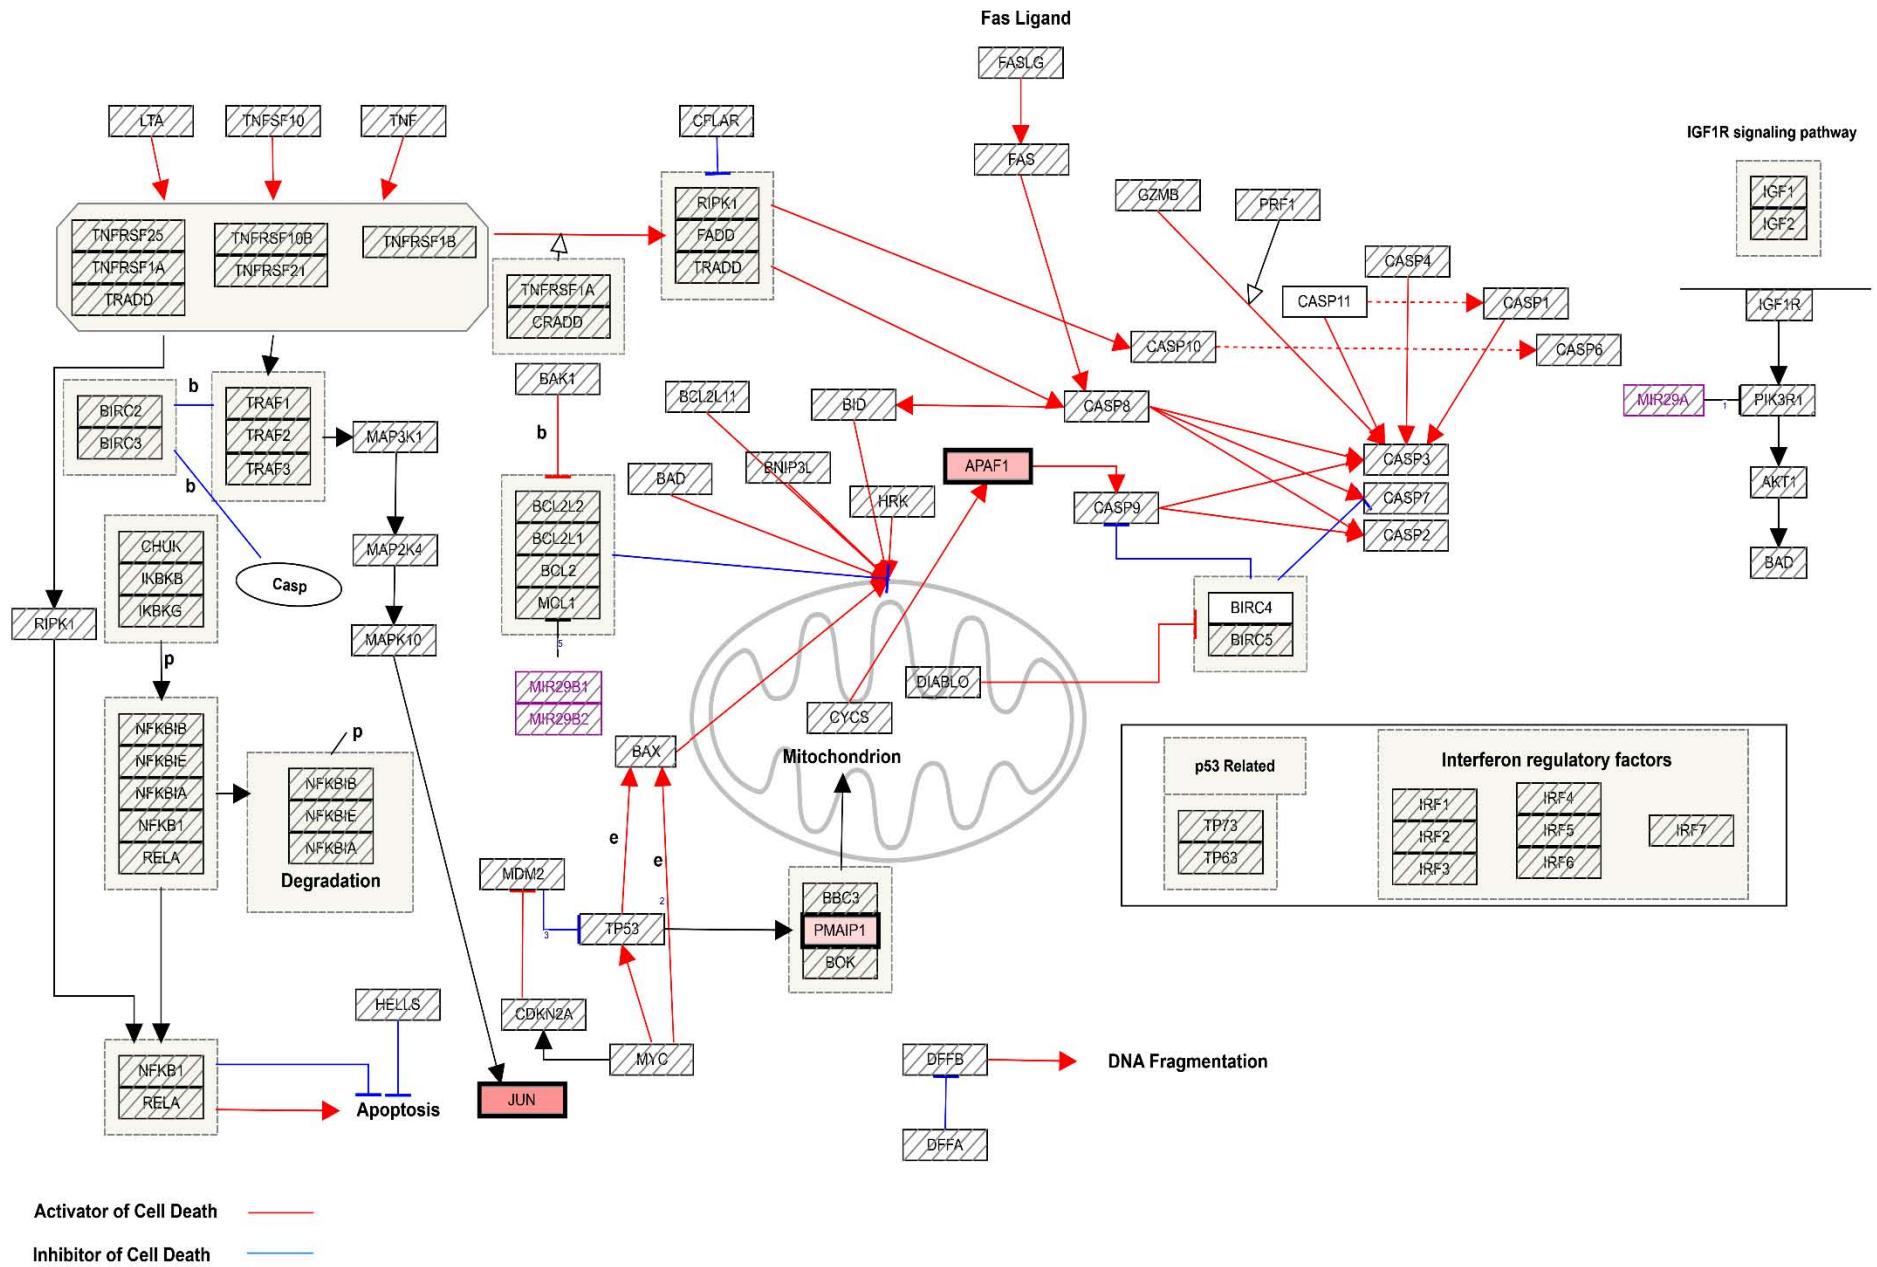 Fas Ligand
FASLG
LTA
TNFSF10
TNF
CFLAR
IGF1R signaling pathway
FAS
GZMB
PRF1
IGF1
IGF2
RIPK1
FADD
TRADD
TNFRSF25
TNFRSF1A
TRADD
TNFRSF10B
TNFRSF21
TNFRSF1B
CASP4
TNFRSF1A
CRADD
CASP11
CASP1
IGF1R
CASP10
CASP6
BAK1
b
BIRC2
BIRC3
TRAF1
TRAF2
TRAF3
BCL2L11
BID
CASP8
MIR29A
1
PIK3R1
MAP3K1
b
b
BAD
BNIP3L
APAF1
CASP3
CASP7
CASP2
AKT1
HRK
CASP9
BCL2L2
BCL2L1
BCL2
MCL1
CHUK
IKBKB
IKBKG
MAP2K4
Casp
BAD
RIPK1
MAPK10
5
BIRC4
BIRC5
p
MIR29B1
MIR29B2
DIABLO
CYCS
NFKBIB
NFKBIE
NFKBIA
NFKB1
RELA
p
NFKBIB
NFKBIE
NFKBIA
Degradation
BAX
Mitochondrion
p53 Related
TP73
TP63
Interferon regulatory factors
IRF1
IRF2
IRF3
IRF4
IRF5
IRF6
IRF7
e
e
MDM2
2
3
TP53
BBC3
PMAIP1
BOK
HELLS
CDKN2A
MYC
NFKB1
RELA
Apoptosis
JUN
DFFB
DNA Fragmentation
DFFA
Activator of Cell Death
Inhibitor of Cell Death